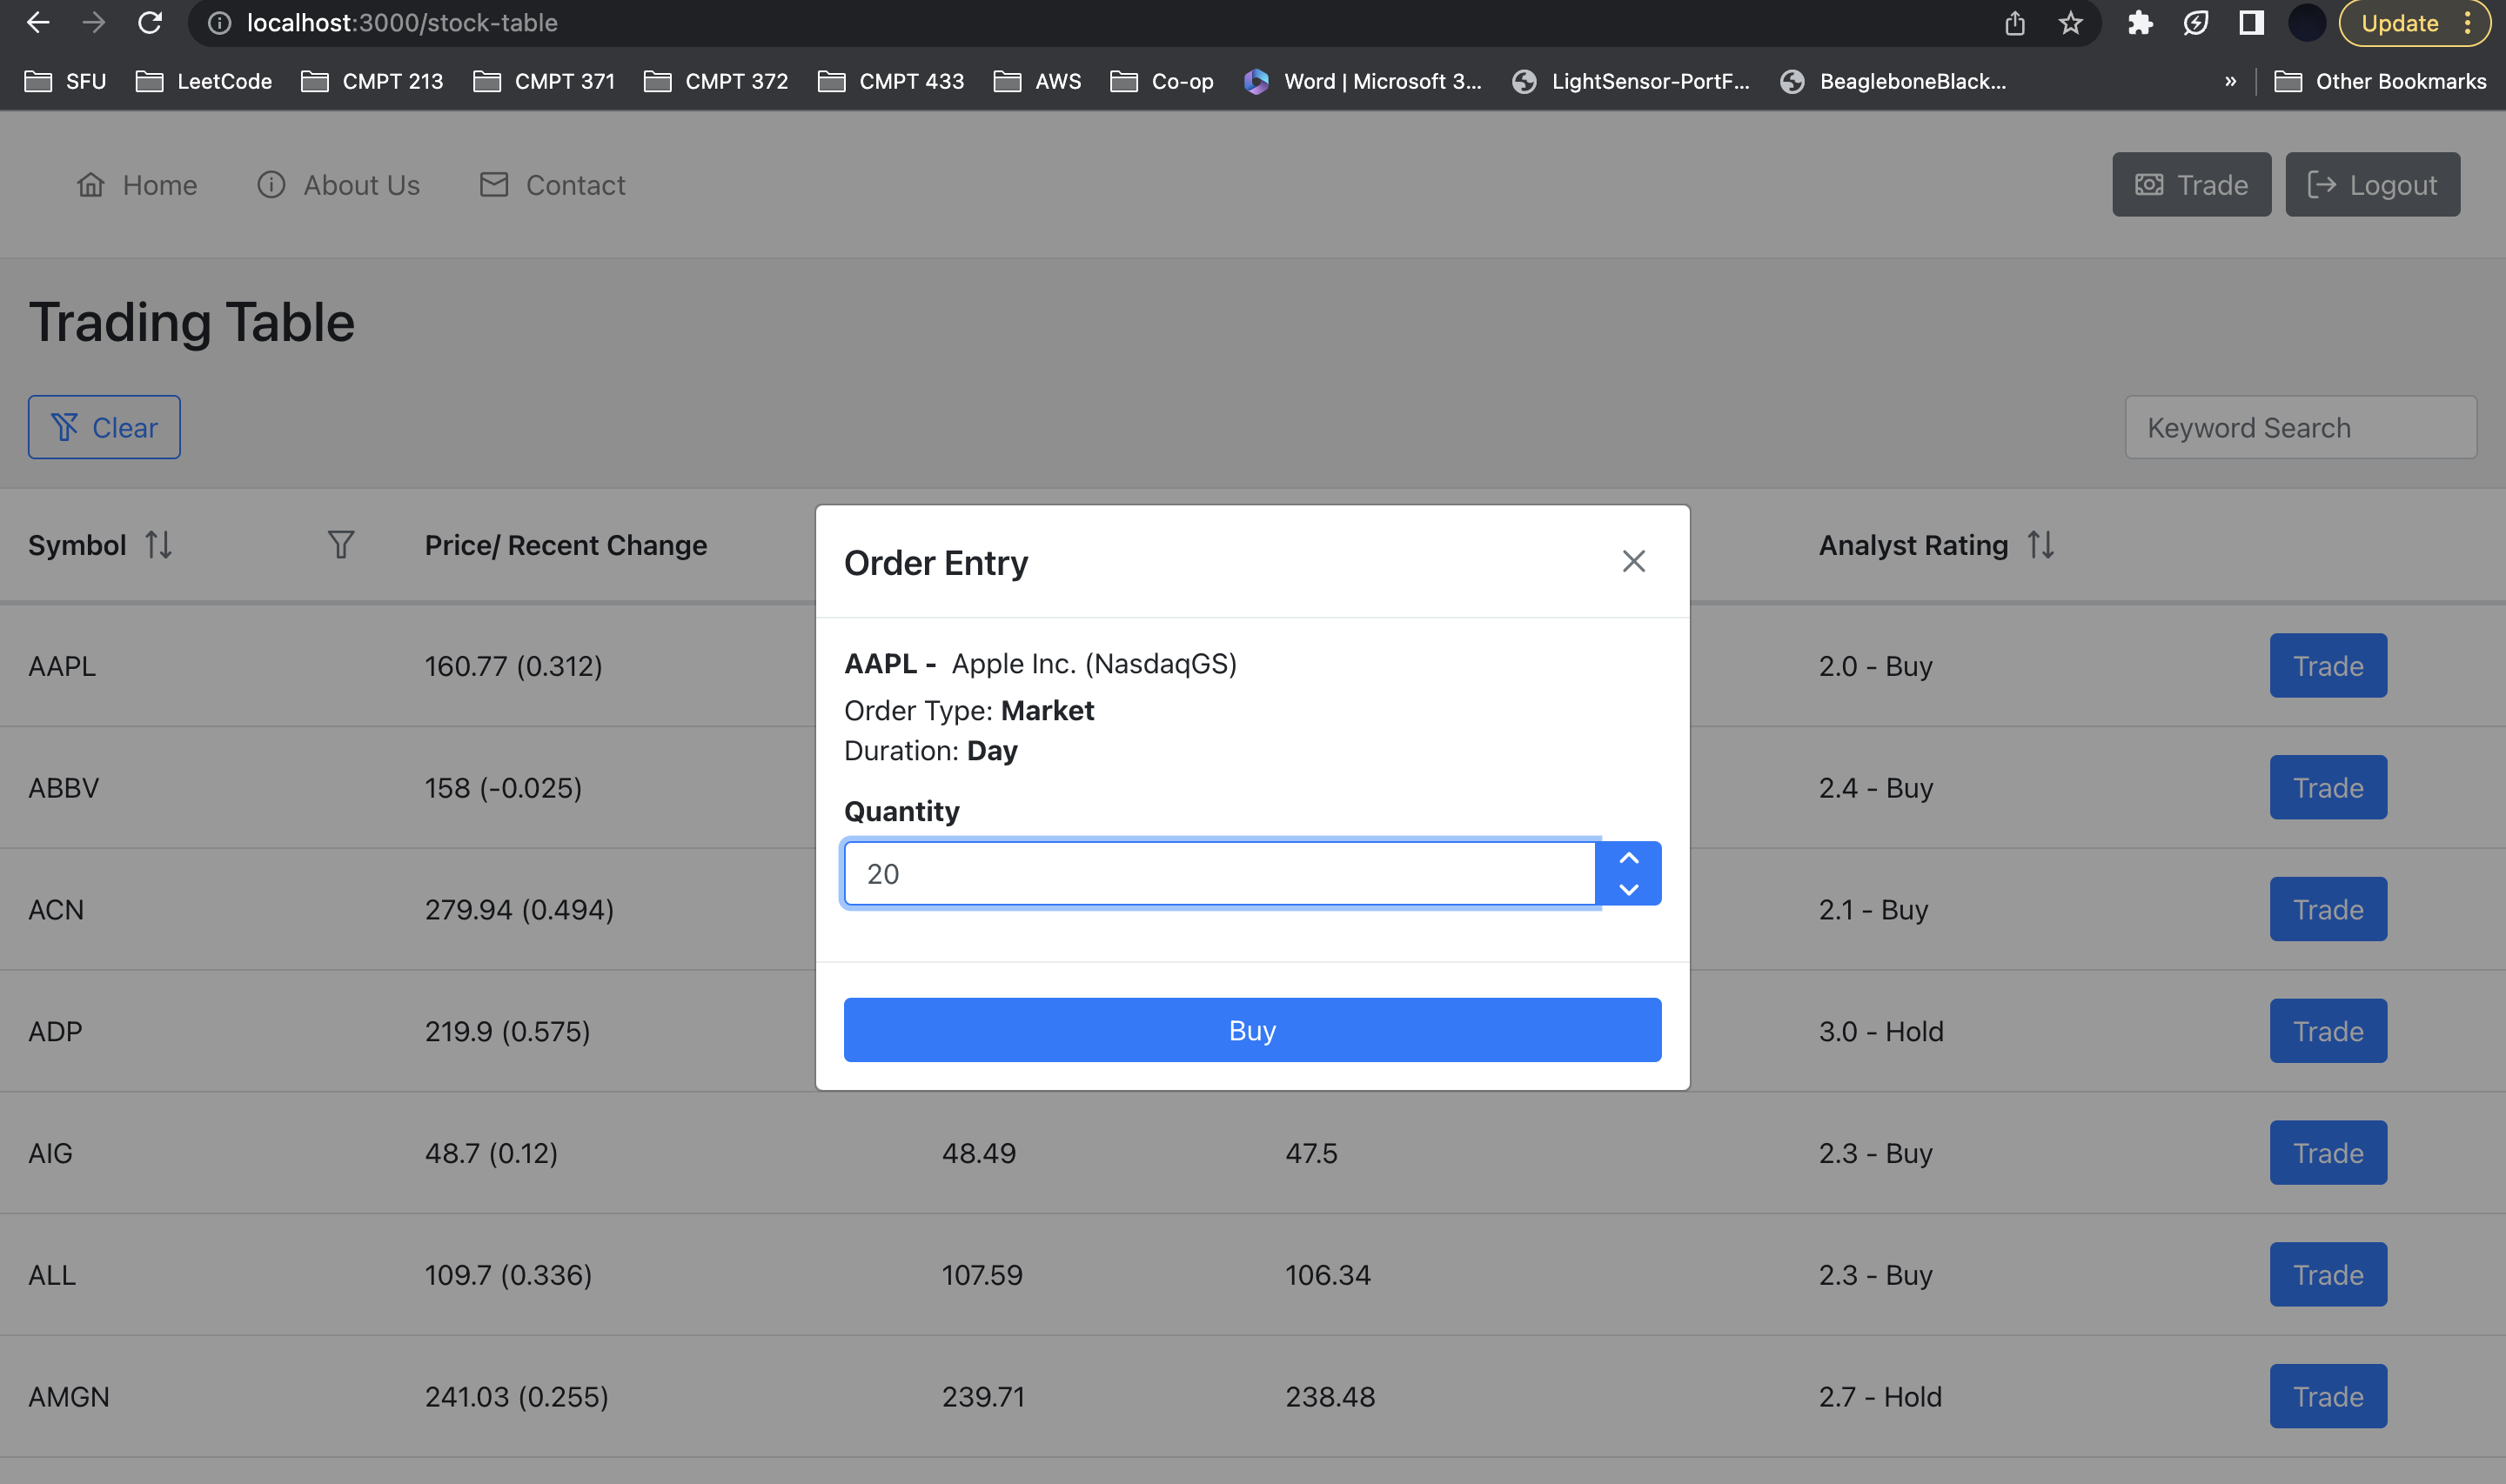 localhost:3000/stock-table
Update
SFU LeetCode CMPT 213 CMPT 371 CMPT 372 CMPT 433 AWS Co-op Word | Microsoft 3... LightSensor-PortF... BeagleboneBlack... » Other Bookmarks
Home About Us Contact Trade Logout
Trading Table
Clear Keyword Search
Symbol Price/ Recent Change Analyst Rating
Order Entry
AAPL - Apple Inc. (NasdaqGS)
Order Type: Market
Duration: Day
Quantity
20
Buy
AAPL 160.77 (0.312) 2.0 - Buy Trade
ABBV 158 (-0.025) 2.4 - Buy Trade
ACN 279.94 (0.494) 2.1 - Buy Trade
ADP 219.9 (0.575) 3.0 - Hold Trade
AIG 48.7 (0.12) 48.49 47.5 2.3 - Buy Trade
ALL 109.7 (0.336) 107.59 106.34 2.3 - Buy Trade
AMGN 241.03 (0.255) 239.71 238.48 2.7 - Hold Trade